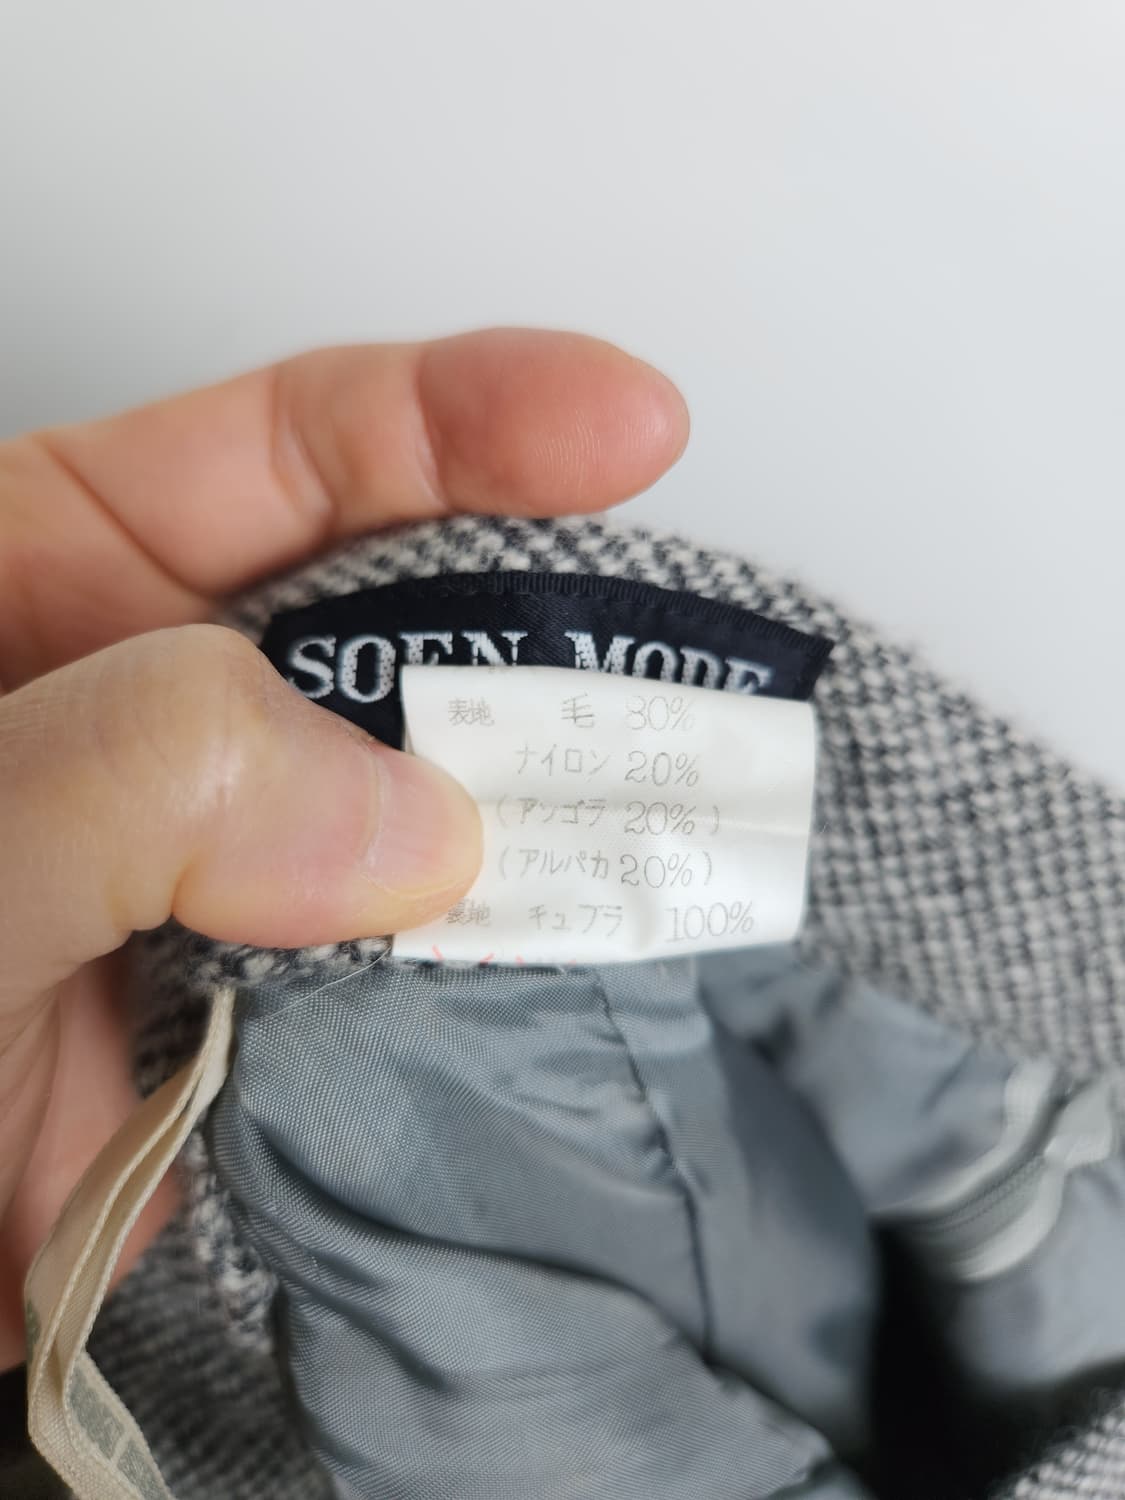 SOEN MODE
表地 毛 80%
ナイロン 20%
(アンゴラ 20%)
(アルパカ 20%)
裏地 キュプラ 100%